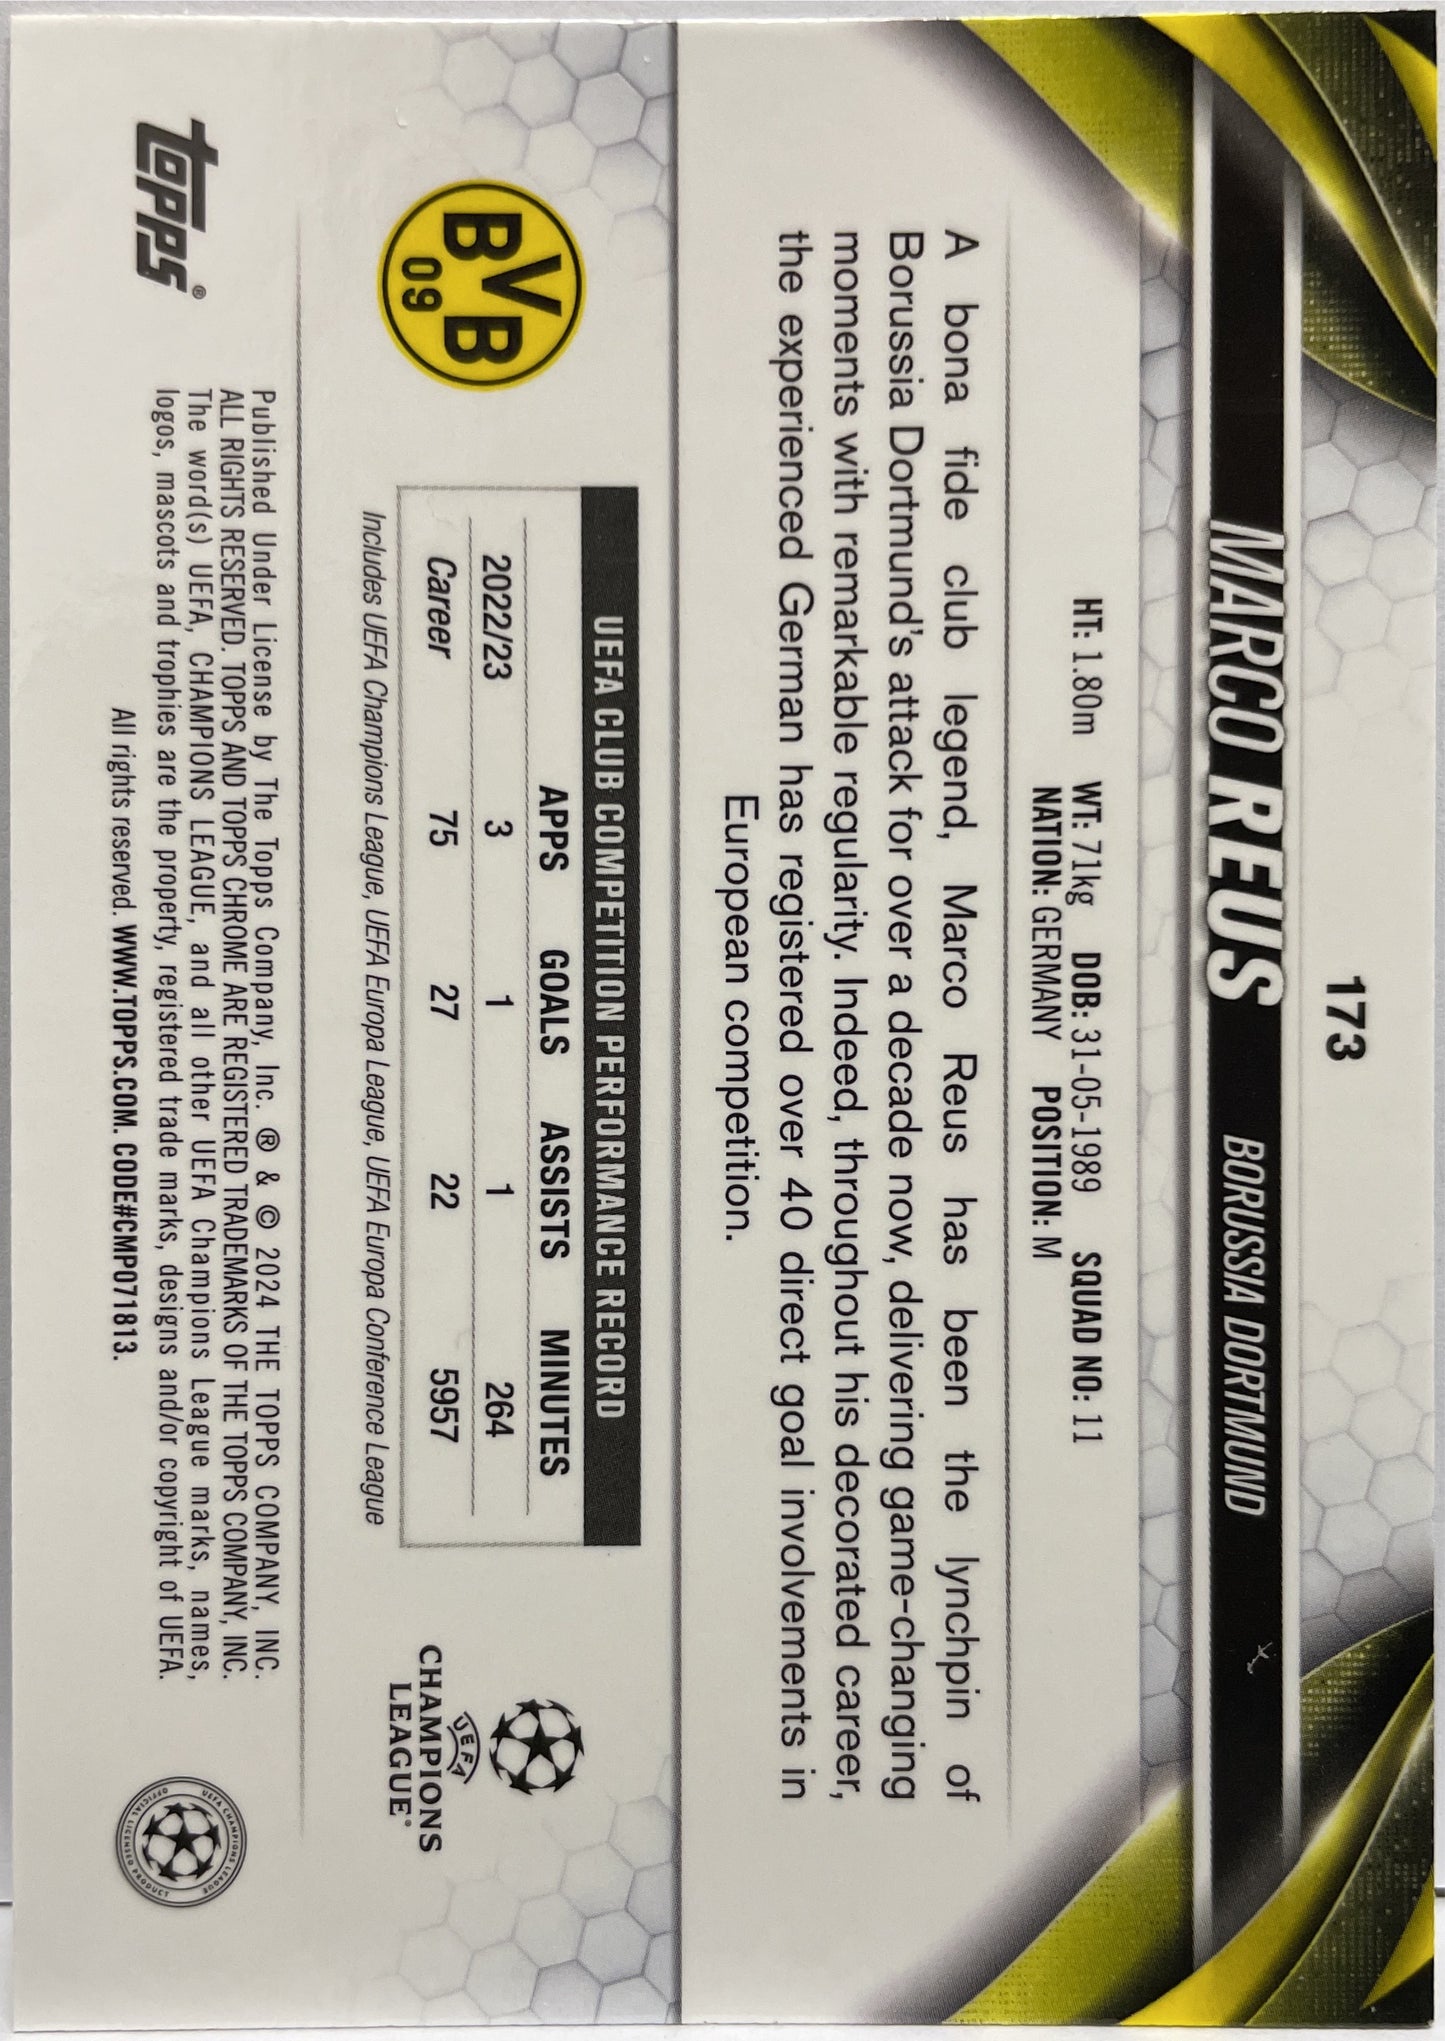 173
MARCO REUS BORUSSIA DORTMUND
HT: 1.80m WT: 71kg DOB: 31-05-1989 SQUAD NO: 11
NATION: GERMANY POSITION: M
A bona fide club legend, Marco Reus has been the lynchpin of
Borussia Dortmund's attack for over a decade now, delivering game-changing
moments with remarkable regularity. Indeed, throughout his decorated career,
the experienced German has registered over 40 direct goal involvements in
European competition.
BVB
09
UEFA CLUB COMPETITION PERFORMANCE RECORD
APPS GOALS ASSISTS MINUTES
2022/23 3 1 1 264
Career 75 27 22 5957
Includes UEFA Champions League, UEFA Europa League, UEFA Europa Conference League
UEFA
CHAMPIONS
LEAGUE®
topps®
Published Under License by The Topps Company, Inc. ® & © 2024 THE TOPPS COMPANY, INC.
ALL RIGHTS RESERVED. TOPPS AND TOPPS CHROME ARE REGISTERED TRADEMARKS OF THE TOPPS COMPANY, INC.
The word(s) UEFA, CHAMPIONS LEAGUE, and all other UEFA Champions League marks, names,
logos, mascots and trophies are the property, registered trade marks, designs and/or copyright of UEFA.
All rights reserved. WWW.TOPPS.COM. CODE#CMP071813.
UEFA CHAMPIONS LEAGUE
OFFICIAL LICENSED PRODUCT